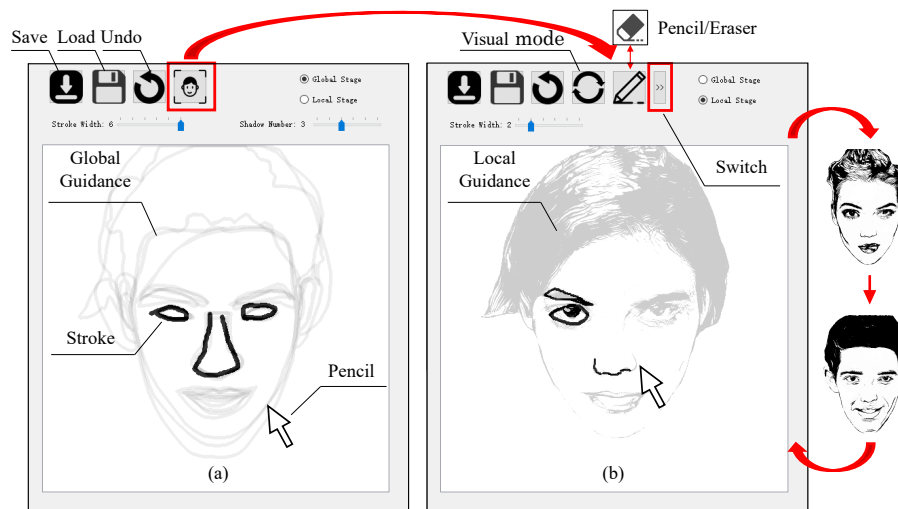 Save Load Undo
Global Stage
Local Stage
Stroke Width: 6
Shadow Number: 3
Global
Guidance
Stroke
Pencil
(a)
Visual mode
Pencil/Eraser
>>
Global Stage
Local Stage
Stroke Width: 2
Switch
Local
Guidance
(b)